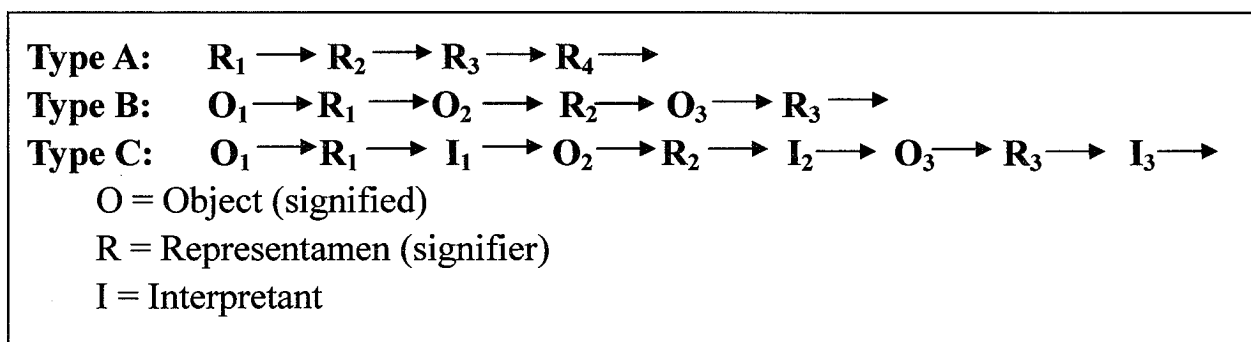 Type A: R₁ → R₂ → R₃ → R₄ →
Type B: O₁ → R₁ → O₂ → R₂ → O₃ → R₃ →
Type C: O₁ → R₁ → I₁ → O₂ → R₂ → I₂ → O₃ → R₃ → I₃ →
O = Object (signified)
R = Representamen (signifier)
I = Interpretant